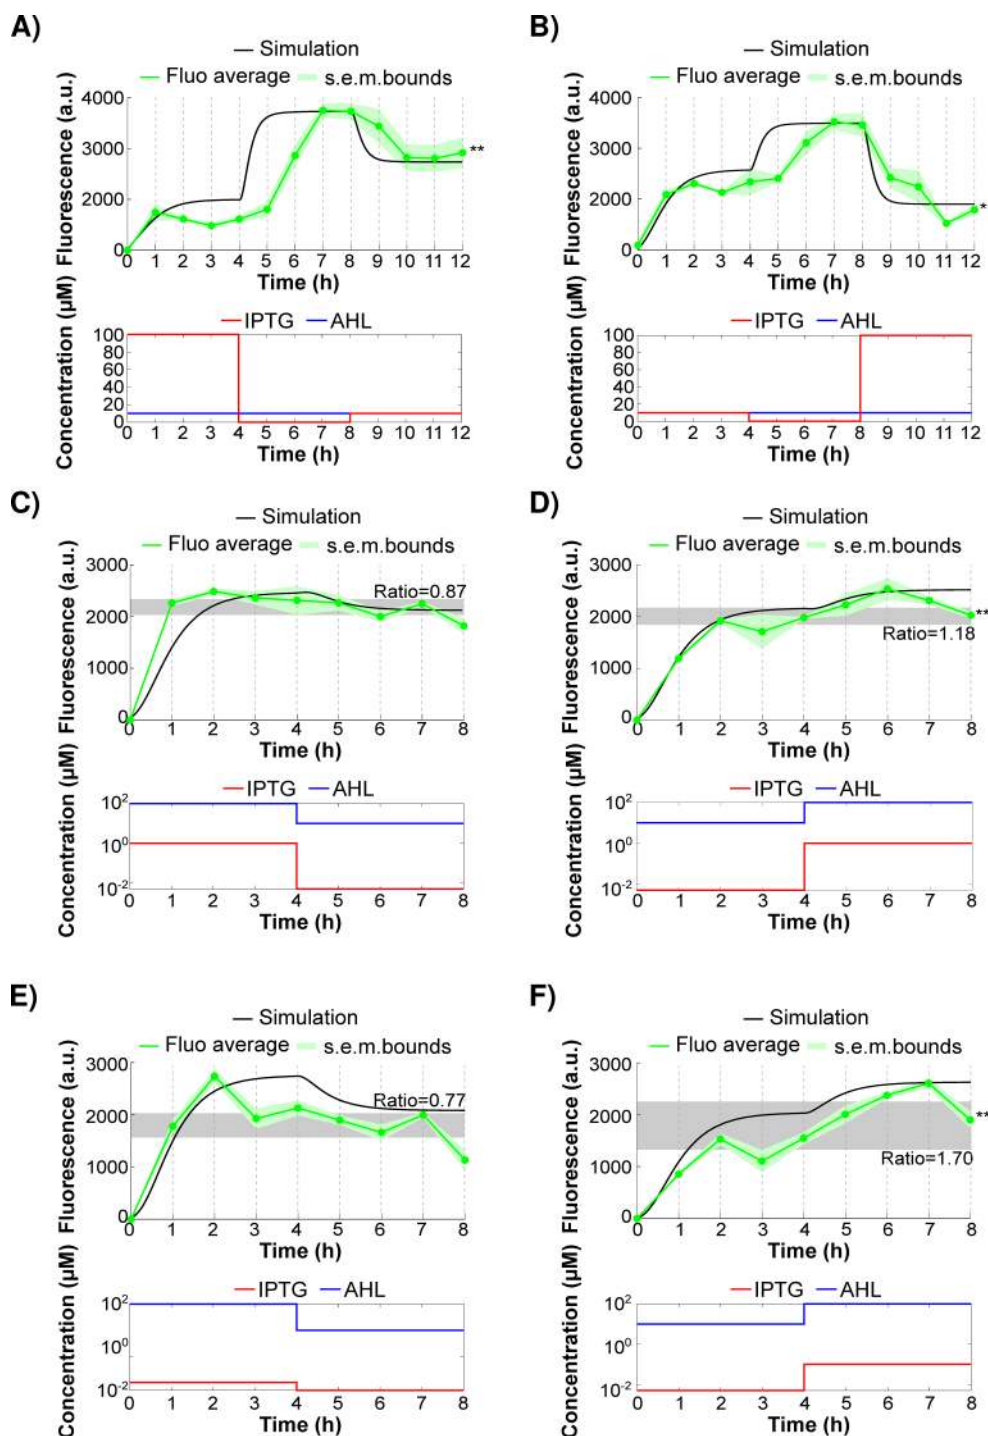 A)
— Simulation
Fluo average s.e.m.bounds
Fluorescence (a.u.)
4000
3000
2000
1000
0
**
0 1 2 3 4 5 6 7 8 9 10 11 12
Time (h)
IPTG AHL
Concentration (µM)
100
80
60
40
20
0
0 1 2 3 4 5 6 7 8 9 10 11 12
Time (h)
B)
— Simulation
Fluo average s.e.m.bounds
Fluorescence (a.u.)
4000
3000
2000
1000
0
*
0 1 2 3 4 5 6 7 8 9 10 11 12
Time (h)
IPTG AHL
Concentration (µM)
100
80
60
40
20
0
0 1 2 3 4 5 6 7 8 9 10 11 12
Time (h)
C)
— Simulation
Fluo average s.e.m.bounds
Fluorescence (a.u.)
3000
2000
1000
0
Ratio=0.87
0 1 2 3 4 5 6 7 8
Time (h)
IPTG AHL
Concentration (µM)
10²
10⁰
10⁻²
0 1 2 3 4 5 6 7 8
Time (h)
D)
— Simulation
Fluo average s.e.m.bounds
Fluorescence (a.u.)
3000
2000
1000
0
**
Ratio=1.18
0 1 2 3 4 5 6 7 8
Time (h)
IPTG AHL
Concentration (µM)
10²
10⁰
10⁻²
0 1 2 3 4 5 6 7 8
Time (h)
E)
— Simulation
Fluo average s.e.m.bounds
Fluorescence (a.u.)
3000
2000
1000
0
Ratio=0.77
0 1 2 3 4 5 6 7 8
Time (h)
IPTG AHL
Concentration (µM)
10²
10⁰
10⁻²
0 1 2 3 4 5 6 7 8
Time (h)
F)
— Simulation
Fluo average s.e.m.bounds
Fluorescence (a.u.)
3000
2000
1000
0
**
Ratio=1.70
0 1 2 3 4 5 6 7 8
Time (h)
IPTG AHL
Concentration (µM)
10²
10⁰
10⁻²
0 1 2 3 4 5 6 7 8
Time (h)